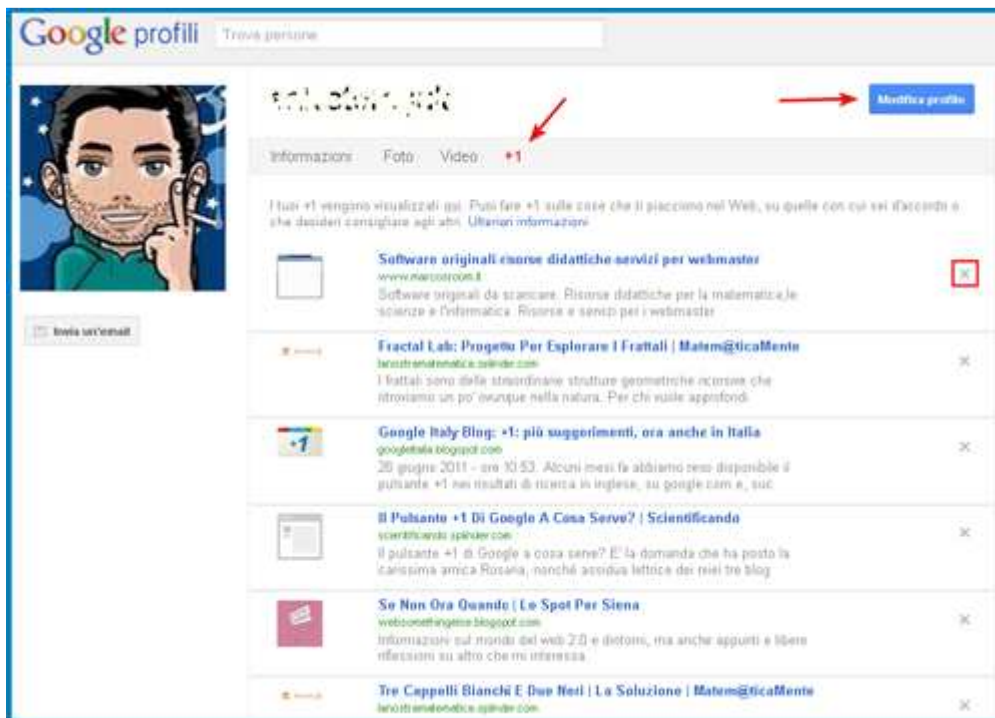 Google profili
Trova persone
Modifica profilo
Informazioni Foto Video +1
I tuoi +1 vengono visualizzati qui. Puoi fare +1 sulle cose che ti piacciono nel Web, su quelle con cui sei d'accordo o
che desideri consigliare agli altri. Ulteriori informazioni
Software originali risorse didattiche servizi per webmaster
www.marcosroom.it
Software originali da scaricare. Risorse didattiche per la matematica,le
scienze e l'informatica. Risorse e servizi per i webmaster
Invia un'email
Fractal Lab: Progetto Per Esplorare I Frattali | Matem@ticaMente
lanostramatematica.splinder.com
I frattali sono delle straordinarie strutture geometriche ricorsive che
ritroviamo un po' ovunque nella natura. Per chi vuole approfondi
+1
Google Italy Blog: +1: più suggerimenti, ora anche in Italia
googleitalia.blogspot.com
28 giugno 2011 - ore 10:53. Alcuni mesi fa abbiamo reso disponibile il
pulsante +1 nei risultati di ricerca in inglese, su google.com e, suc
Il Pulsante +1 Di Google A Cosa Serve? | Scientificando
scientificando.splinder.com
Il pulsante +1 di Google a cosa serve? E' la domanda che ha posto la
carissima amica Rosaria, nonché assidua lettrice dei miei tre blog
Se Non Ora Quando | Lo Spot Per Siena
websomethingelse.blogspot.com
Informazioni sul mondo del web 2.0 e dintorni, ma anche appunti e libere
riflessioni su altro che mi interessa
Tre Cappelli Bianchi E Due Neri | La Soluzione | Matem@ticaMente
lanostramatematica.splinder.com